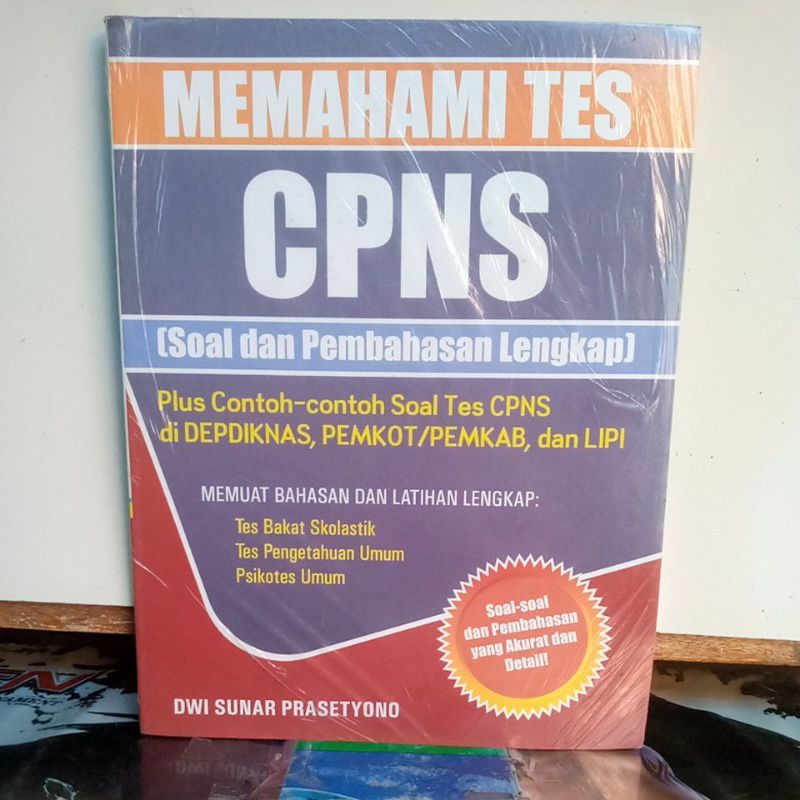 MEMAHAMI TES
CPNS
(Soal dan Pembahasan Lengkap)
Plus Contoh-contoh Soal Tes CPNS
di DEPDIKNAS, PEMKOT/PEMKAB, dan LIPI
MEMUAT BAHASAN DAN LATIHAN LENGKAP:
Tes Bakat Skolastik
Tes Pengetahuan Umum
Psikotes Umum
Soal-soal
dan Pembahasan
yang Akurat dan
Detail!
DWI SUNAR PRASETYONO